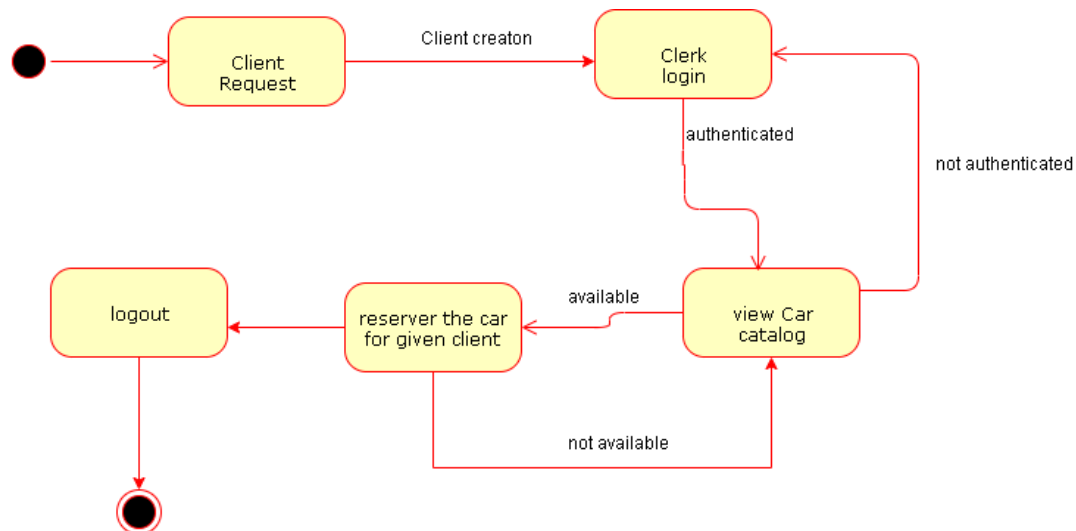 Client
Request
Client creaton
Clerk
login
authenticated
not authenticated
logout
reserver the car
for given client
available
view Car
catalog
not available